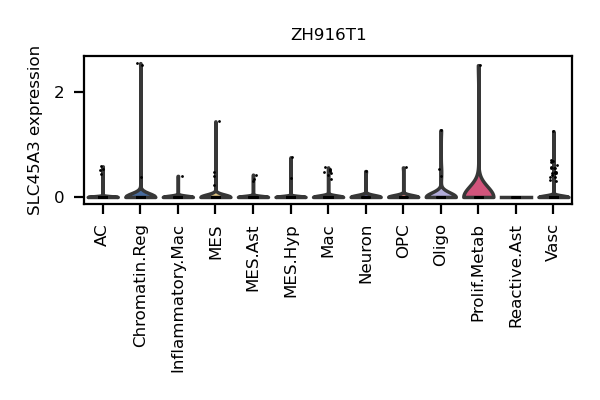 ZH916T1
SLC45A3 expression
2
0
AC
Chromatin.Reg
Inflammatory.Mac
MES
MES.Ast
MES.Hyp
Mac
Neuron
OPC
Oligo
Prolif.Metab
Reactive.Ast
Vasc